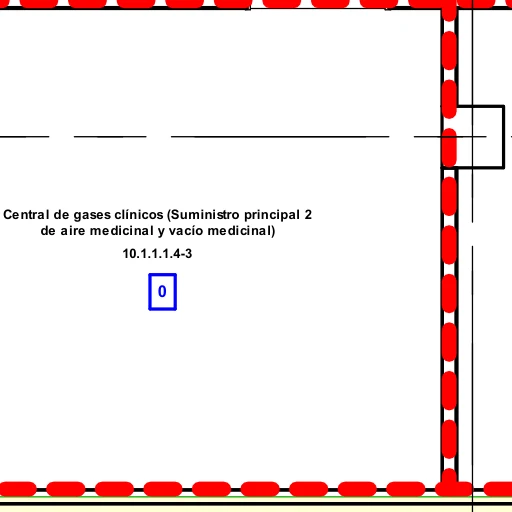 Central de gases clínicos (Suministro principal 2
de aire medicinal y vacío medicinal)
10.1.1.1.4-3
0